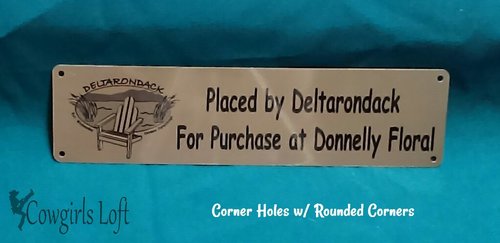 DELTARONDACK
Placed by Deltarondack
For Purchase at Donnelly Floral
Corner Holes w/ Rounded Corners
Cowgirls Loft